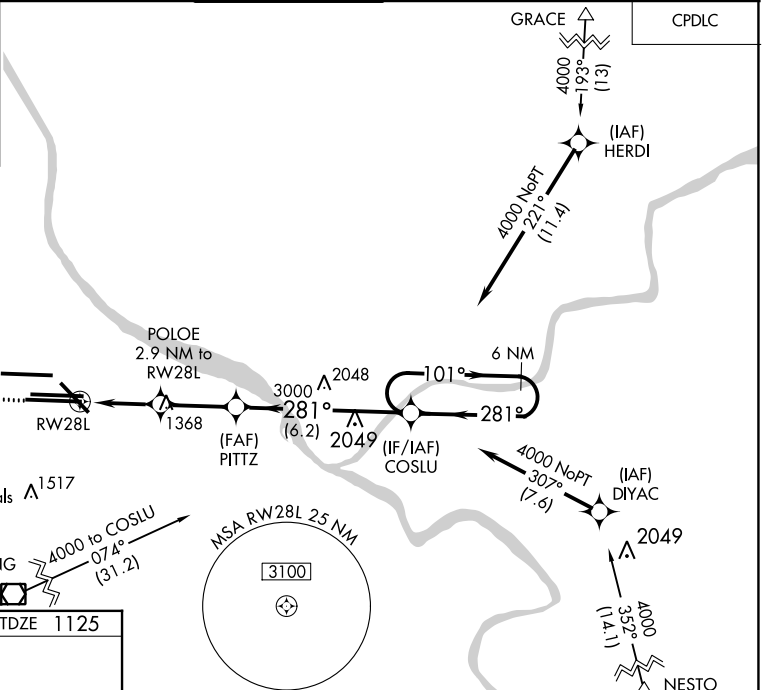 GRACE
CPDLC
4000
193°
(13)
(IAF)
HERDI
4000 NoPT
221°
(11.4)
POLOE
2.9 NM to
RW28L
6 NM
101°
2048
3000
281°
281°
(6.2)
2049
1368
RW28L
(FAF)
PITTZ
(IF/IAF)
COSLU
4000 NoPT
307°
(7.6)
(IAF)
DIYAC
als
1517
MSA RW28L 25 NM
3100
2049
4000 to COSLU
074°
(31.2)
NG
4000
352°
(14.1)
TDZE 1125
NESTO